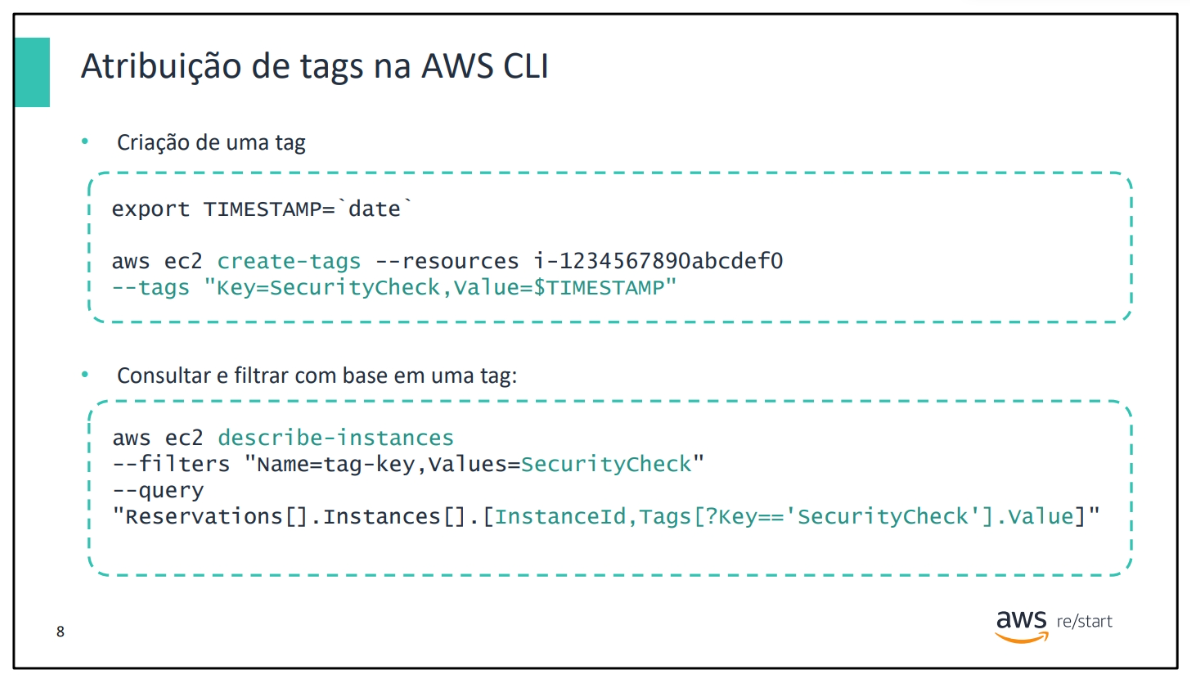 Atribuição de tags na AWS CLI
• Criação de uma tag
export TIMESTAMP=`date`
aws ec2 create-tags --resources i-1234567890abcdef0
--tags "Key=SecurityCheck,Value=$TIMESTAMP"
• Consultar e filtrar com base em uma tag:
aws ec2 describe-instances
--filters "Name=tag-key,Values=SecurityCheck"
--query
"Reservations[].Instances[].[InstanceId,Tags[?Key=='SecurityCheck'].Value]"
8
aws re/start